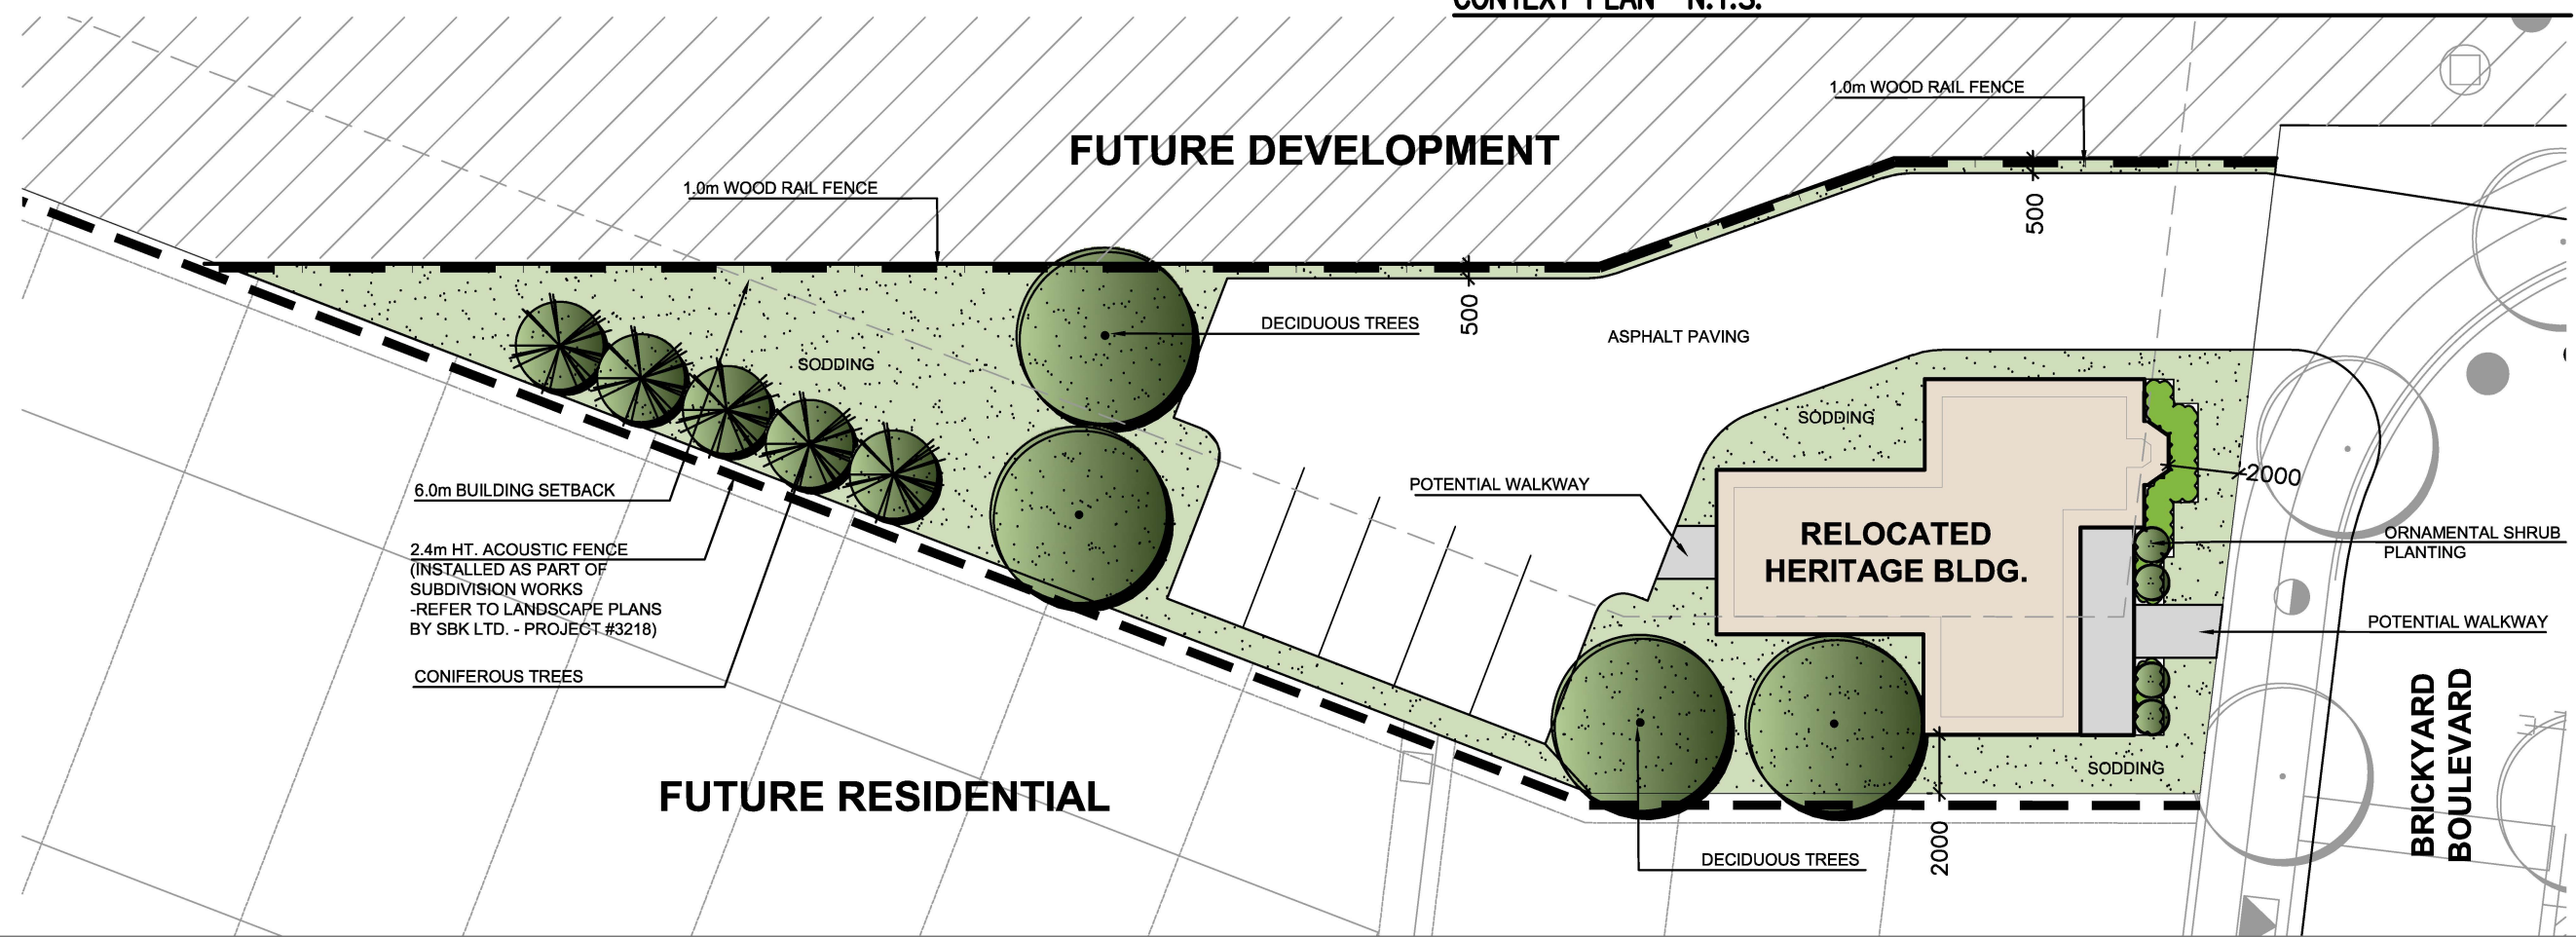 CONTEXT PLAN - N.T.S.
1.0m WOOD RAIL FENCE
FUTURE DEVELOPMENT
1.0m WOOD RAIL FENCE
500
500
DECIDUOUS TREES
ASPHALT PAVING
SODDING
SODDING
2000
6.0m BUILDING SETBACK
POTENTIAL WALKWAY
RELOCATED
HERITAGE BLDG.
ORNAMENTAL SHRUB
PLANTING
2.4m HT. ACOUSTIC FENCE
(INSTALLED AS PART OF
SUBDIVISION WORKS
-REFER TO LANDSCAPE PLANS
BY SBK LTD. - PROJECT #3218)
POTENTIAL WALKWAY
CONIFEROUS TREES
BRICKYARD
BOULEVARD
SODDING
FUTURE RESIDENTIAL
2000
DECIDUOUS TREES